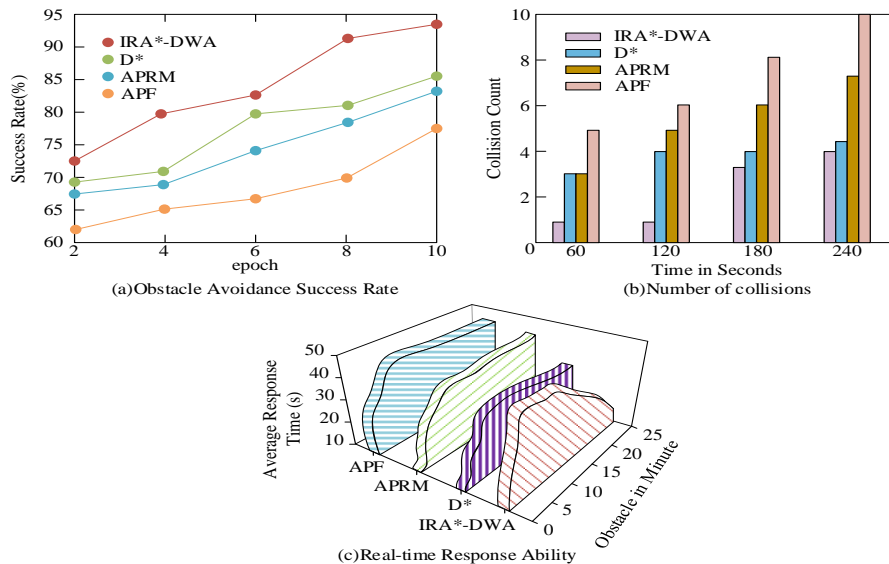 95
90
85
80
75
70
65
60
Success Rate(%)
IRA*-DWA
D*
APRM
APF
2
4
6
8
10
epoch
(a)Obstacle Avoidance Success Rate
10
8
6
4
2
0
Collision Count
IRA*-DWA
D*
APRM
APF
60
120
180
240
Time in Seconds
(b)Number of collisions
50
40
30
20
10
Average Response
Time (s)
APF
APRM
D*
IRA*-DWA
0
5
10
15
20
25
Obstacle in Minute
(c)Real-time Response Ability